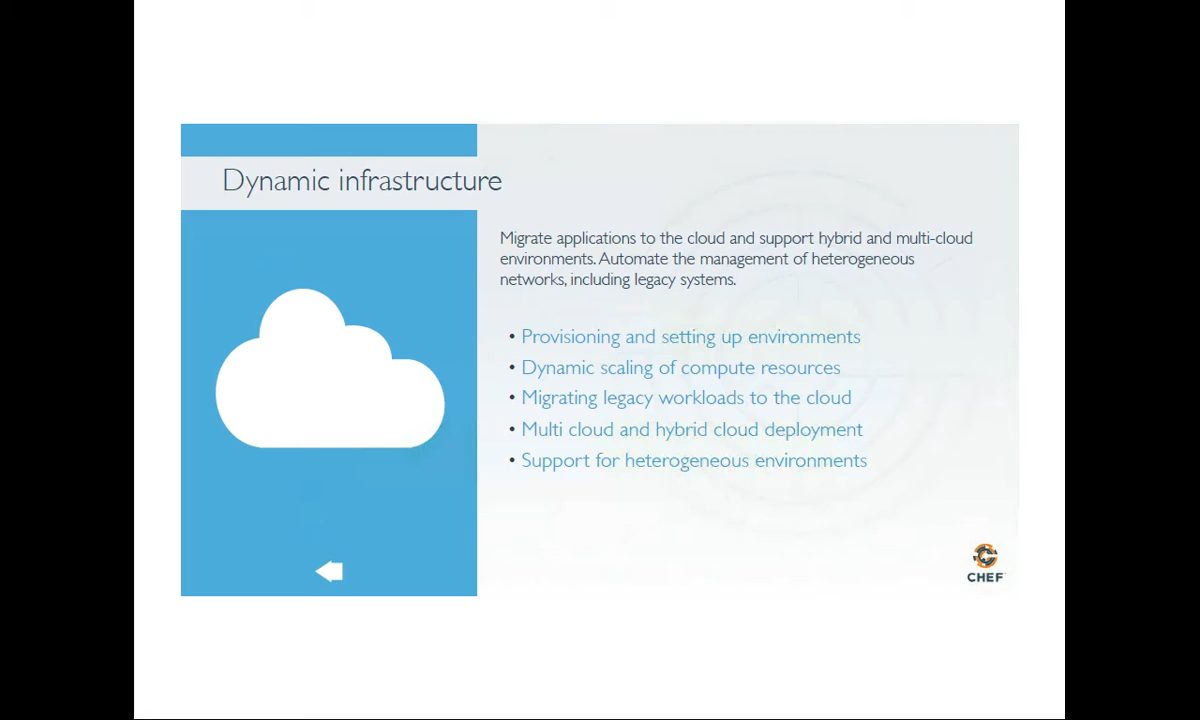 Dynamic infrastructure
Migrate applications to the cloud and support hybrid and multi-cloud
environments. Automate the management of heterogeneous
networks, including legacy systems.
• Provisioning and setting up environments
• Dynamic scaling of compute resources
• Migrating legacy workloads to the cloud
• Multi cloud and hybrid cloud deployment
• Support for heterogeneous environments
CHEF